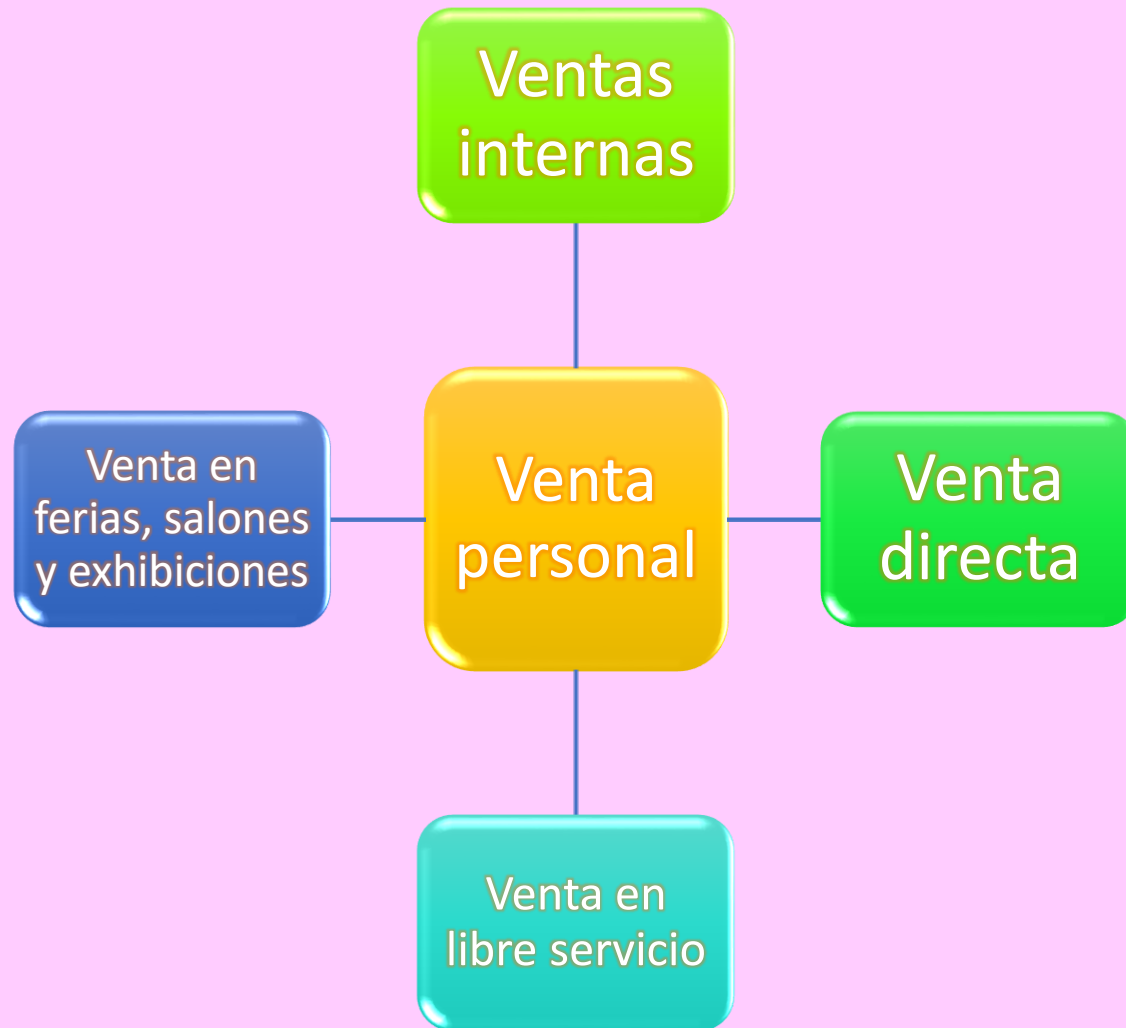 Ventas
internas
Venta en
ferias, salones
y exhibiciones
Venta
personal
Venta
directa
Venta en
libre servicio